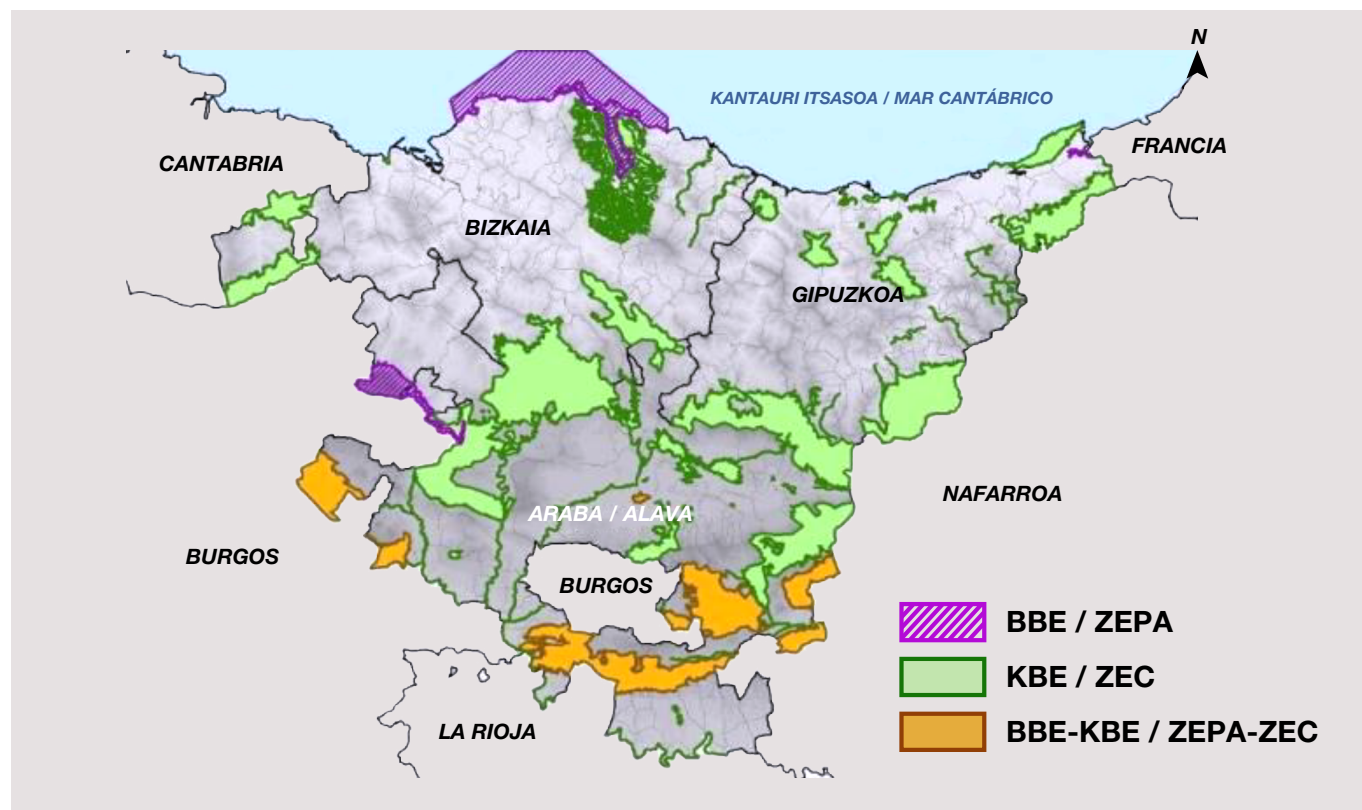 N
KANTAURI ITSASOA / MAR CANTÁBRICO
FRANCIA
CANTABRIA
BIZKAIA
GIPUZKOA
NAFARROA
ARABA / ALAVA
BURGOS
BURGOS
BBE / ZEPA
KBE / ZEC
LA RIOJA
BBE-KBE / ZEPA-ZEC